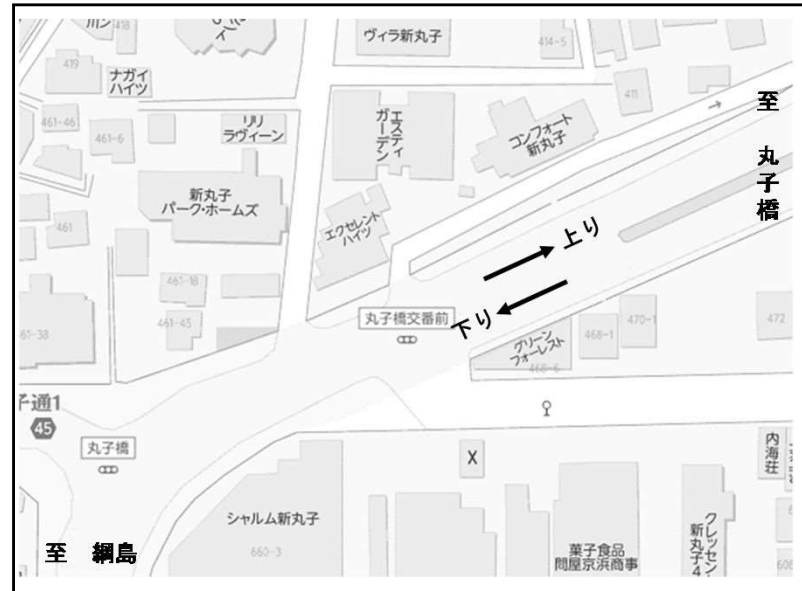 418
ヴィラ新丸子
414-5
419
ナガイ
ハイツ
411
至 丸子橋
461-46
461-6
リリ
ラヴィーン
エスティ
ガーデン
コンフォート
新丸子
新丸子
パーク・ホームズ
エクセレント
ハイツ
461
上り
461-18
461-45
丸子橋交番前
下り
61-38
グリーン
フォーレスト
468-1
470-1
472
468-6
子通1
45
丸子橋
X
内海荘
シャルム新丸子
660-3
菓子食品
問屋京浜商事
クレッセン
新丸子4
608
至 綱島